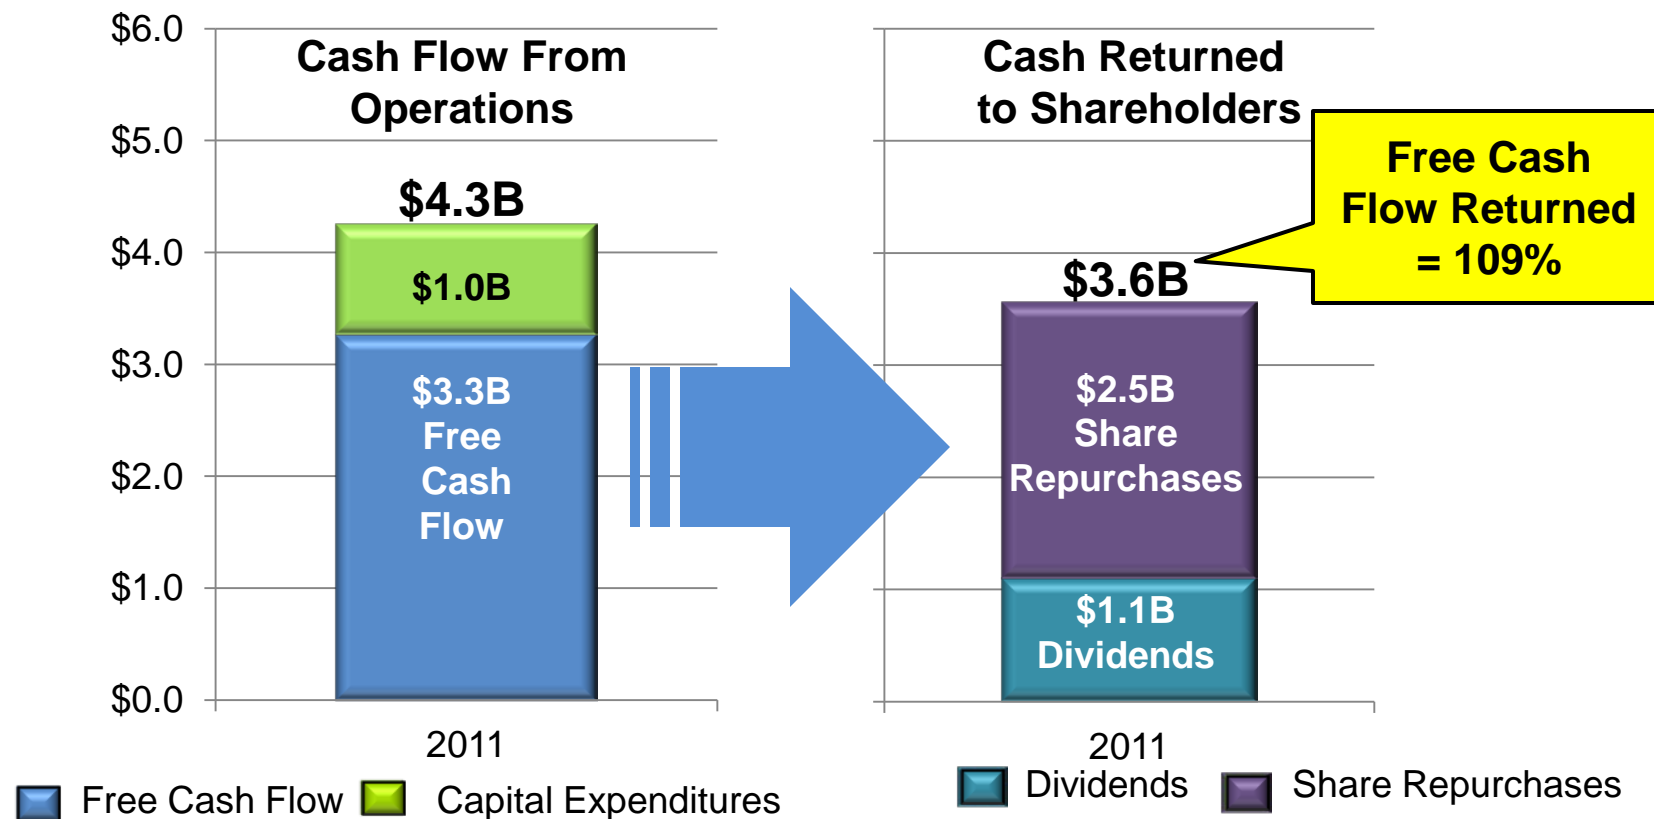 $6.0
$5.0
$4.0
$3.0
$2.0
$1.0
$0.0
Cash Flow From
Operations
$4.3B
$1.0B
$3.3B
Free
Cash
Flow
2011
Free Cash Flow
Capital Expenditures
Cash Returned
to Shareholders
Free Cash
Flow Returned
= 109%
$3.6B
$2.5B
Share
Repurchases
$1.1B
Dividends
2011
Dividends
Share Repurchases